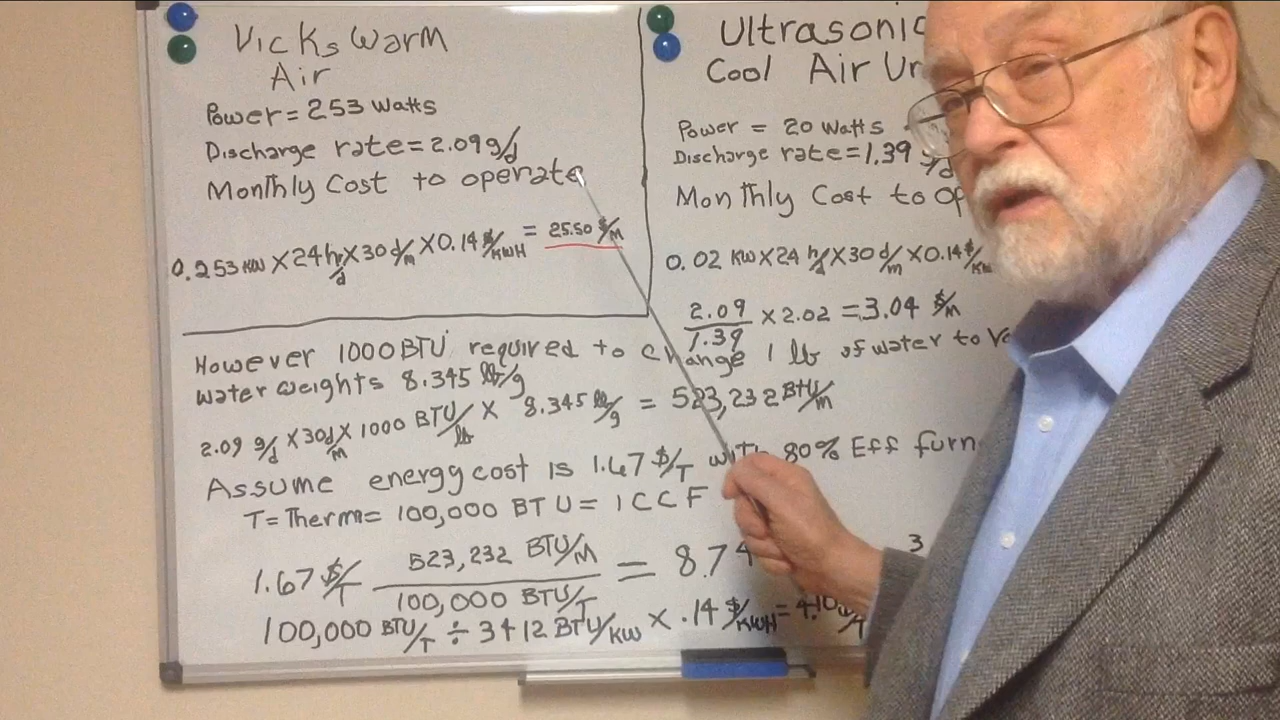 Vicks Warm
Air
Power = 253 Watts
Discharge rate = 2.09 g/d
Monthly Cost to operate
0.253 KW X 24 hr/d X 30 d/M X 0.14 $/KWH = 25.50 $/M
Ultrasonic
Cool Air
Power = 20 Watts
Discharge rate = 1.39 g/d
Monthly Cost to
0.02 KW X 24 h/d X 30 d/m X 0.14 $/
2.09/1.39 X 2.02 = 3.04 $/M
However 1000 BTU required to change 1 lb of water to
water weights 8.345 lb/g
2.09 g/d X 30 d/M X 1000 BTU/lb X 8.345 lb/g = 523,232 BTU/M
Assume energy cost is 1.67 $/T with 80% Eff
T = Therm = 100,000 BTU = 1 CCF
1.67 $/T 523,232 BTU/M / 100,000 BTU/T = 8.74
3
100,000 BTU/T ÷ 3412 BTU/KW X .14 $/KWH = 4.10